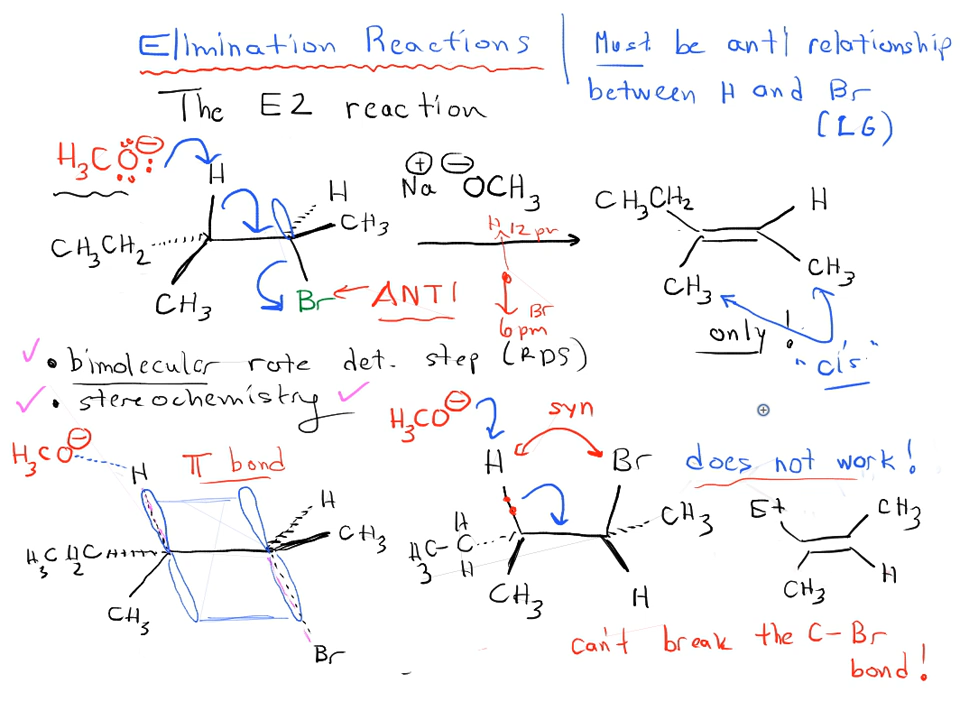 Elimination Reactions
Must be anti relationship
between H and Br
(LG)
The E2 reaction
H3CO:⊖
H
H
CH3
CH3CH2
CH3
Br ← ANTI
⊕ ⊖
Na OCH3
H 12 pm
Br
6 pm
CH3CH2
H
CH3
CH3
only!
"cis"
• bimolecular rate det. step (RDS)
• stereochemistry
H3CO⊖
H
π bond
H
CH3
H3C H2C
CH3
Br
H3CO⊖
syn
H
Br
does not work!
H
H3C-C
H
CH3
CH3
H
Et
CH3
CH3
H
can't break the C-Br
bond!